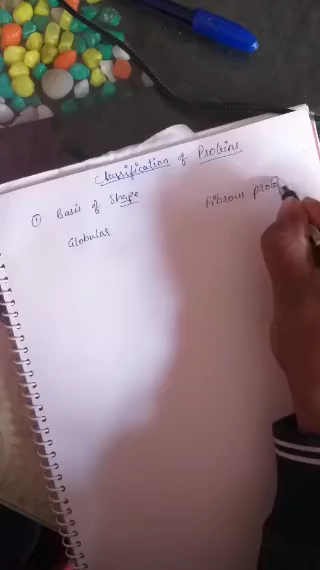 Classification of Proteins
① Basis of Shape
Globular
Fibrous prot